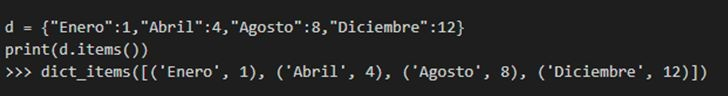 d = {"Enero":1,"Abril":4,"Agosto":8,"Diciembre":12}
print(d.items())
>>> dict_items([('Enero', 1), ('Abril', 4), ('Agosto', 8), ('Diciembre', 12)])